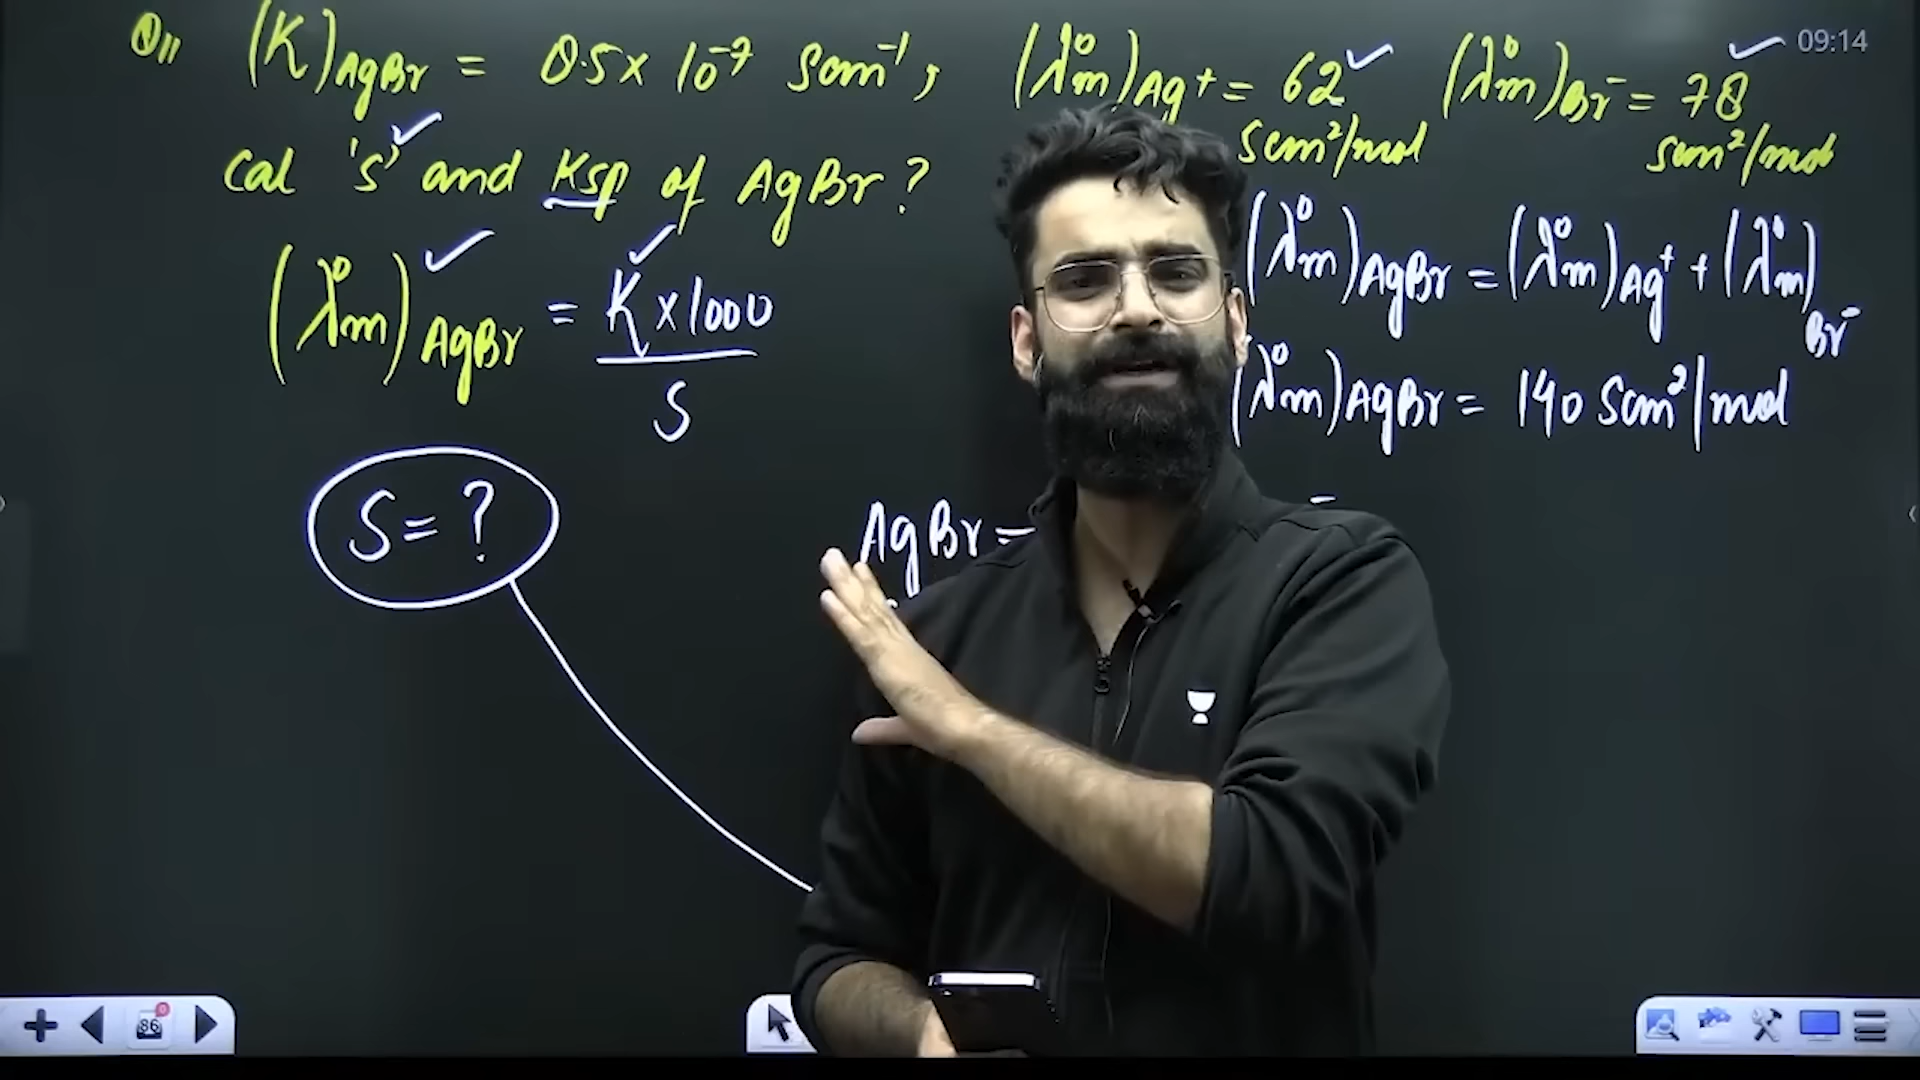 Q11 (K)AgBr = 0.5 × 10⁻⁷ Scm⁻¹, (λ°m)Ag⁺ = 62 Scm²/mol (λ°m)Br⁻ = 78 Scm²/mol
09:14
Cal 'S' and Ksp of AgBr?
(λ°m)AgBr = K×1000/S
(λ°m)AgBr = (λ°m)Ag⁺ + (λ°m)Br⁻
(λ°m)AgBr = 140 Scm²/mol
S = ?
AgBr =
86
0